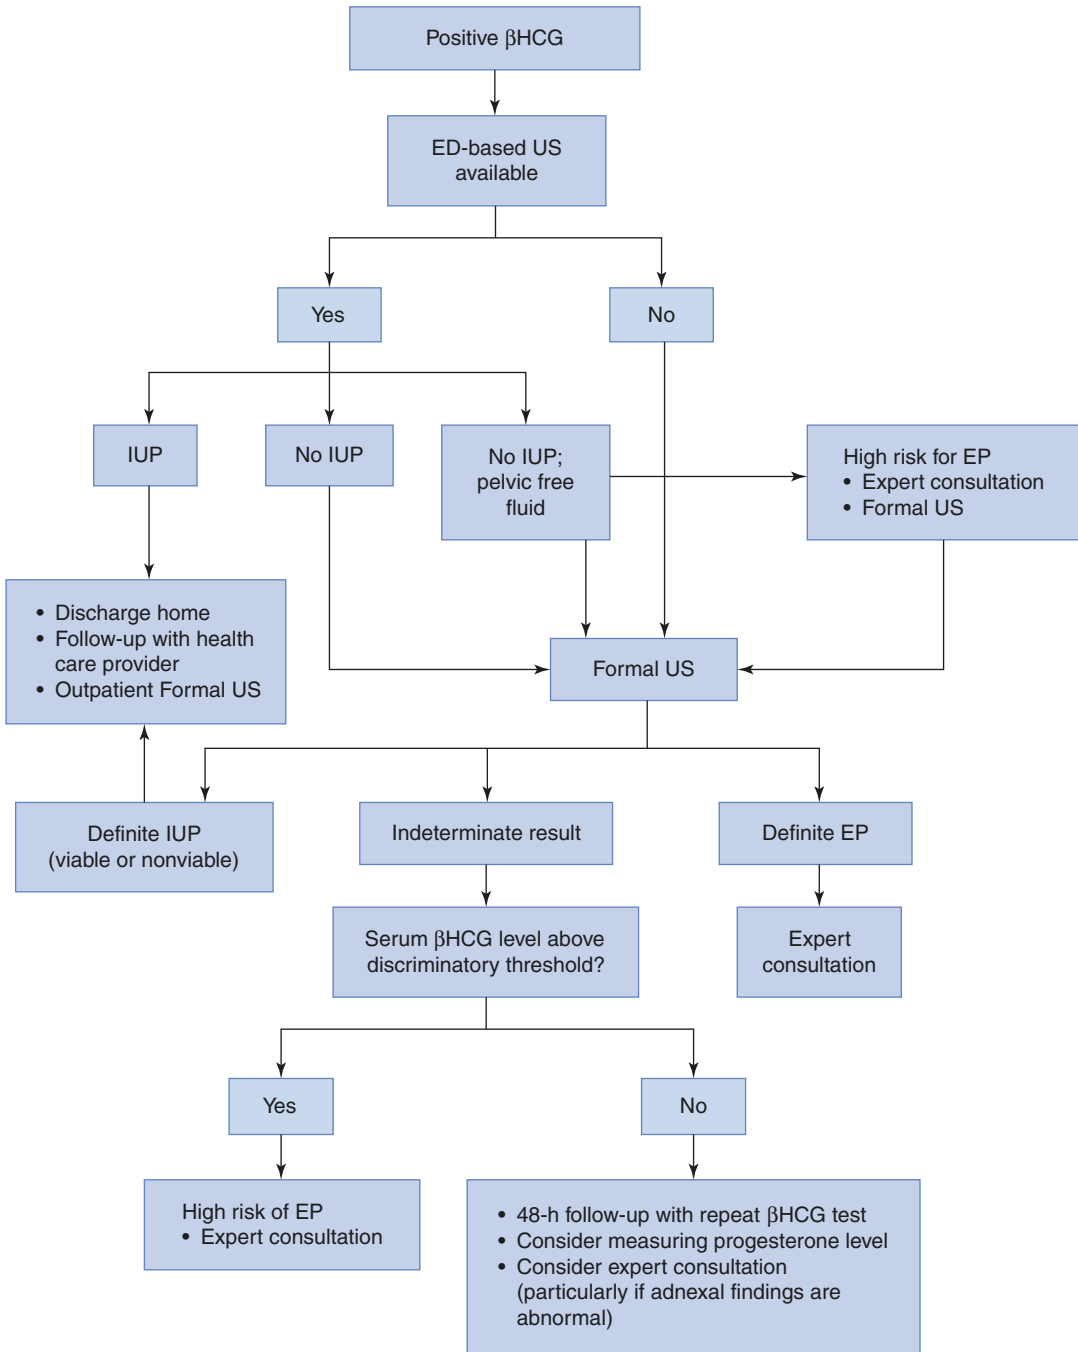 Positive βHCG
ED-based US
available
Yes
No
IUP
No IUP
No IUP;
pelvic free
fluid
High risk for EP
• Expert consultation
• Formal US
• Discharge home
• Follow-up with health
care provider
• Outpatient Formal US
Formal US
Definite IUP
(viable or nonviable)
Indeterminate result
Definite EP
Serum βHCG level above
discriminatory threshold?
Expert
consultation
Yes
No
High risk of EP
• Expert consultation
• 48-h follow-up with repeat βHCG test
• Consider measuring progesterone level
• Consider expert consultation
(particularly if adnexal findings are
abnormal)